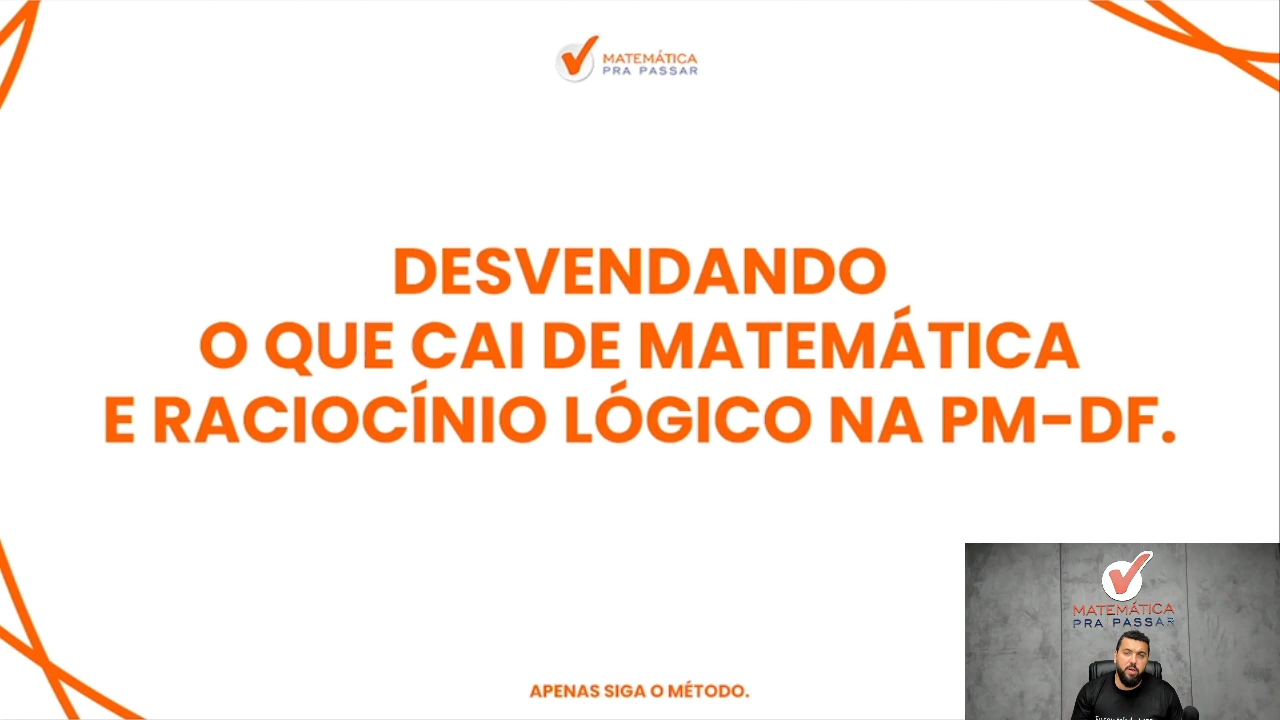 MATEMÁTICA
PRA PASSAR
DESVENDANDO
O QUE CAI DE MATEMÁTICA
E RACIOCÍNIO LÓGICO NA PM-DF.
MATEMÁTICA
PRA PASSAR
APENAS SIGA O MÉTODO.